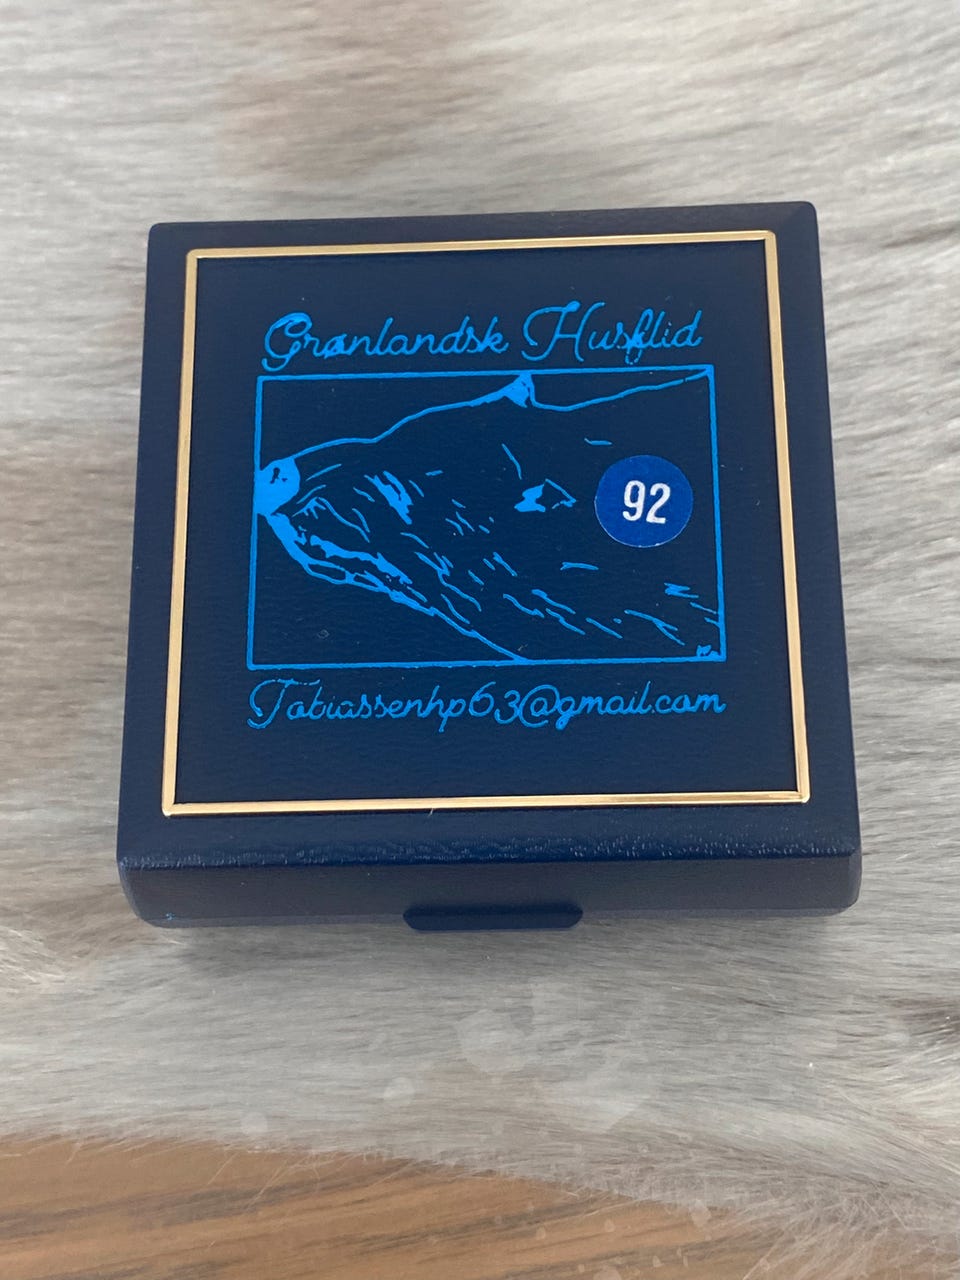 Grønlandsk Husflid
92
Tobiassenhp63@gmail.com